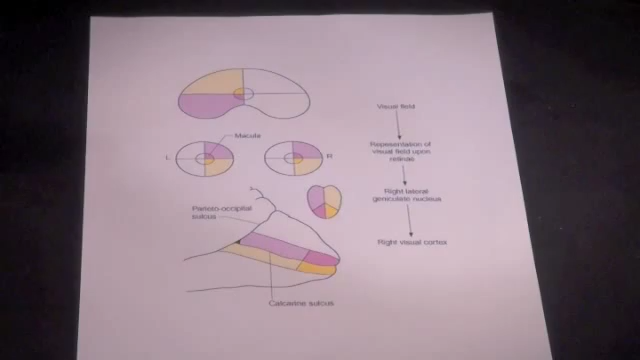 Visual field
Macula
L
R
Representation of
visual field upon
retinae
Right lateral
geniculate nucleus
Parieto-occipital
sulcus
Right visual cortex
Calcarine sulcus